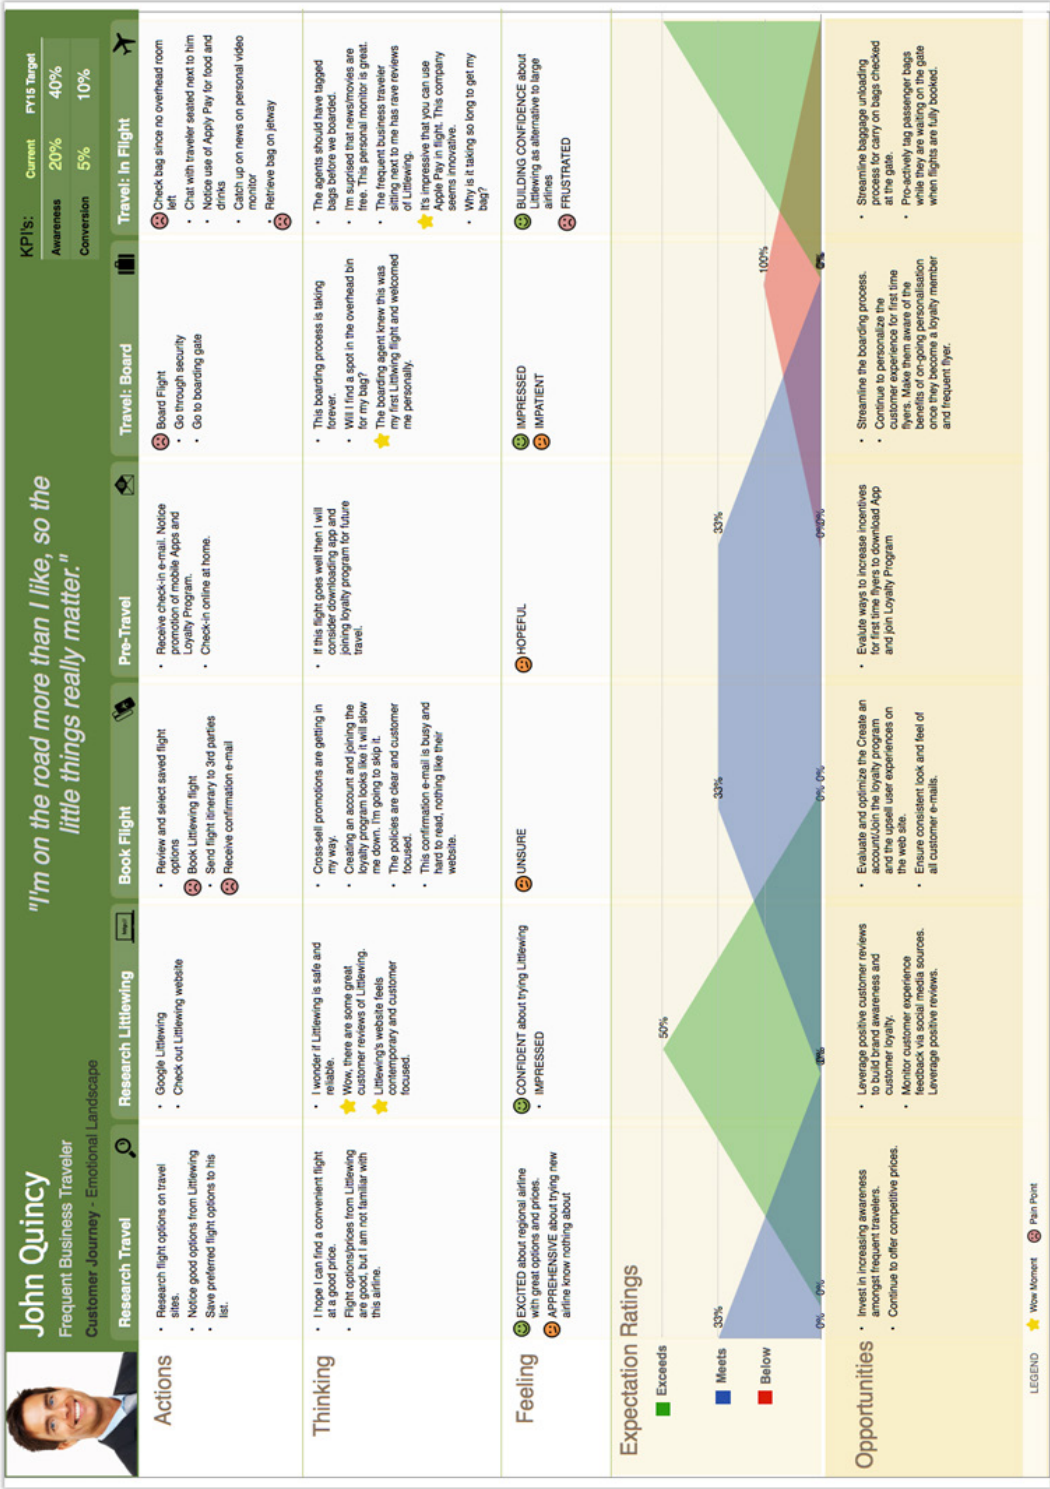 John Quincy
Frequent Business Traveler
Customer Journey - Emotional Landscape
"I'm on the road more than I like, so the
little things really matter."
KPI's:
Current FY15 Target
Awareness 20% 40%
Conversion 5% 10%
Research Travel
Research Littlewing
Book Flight
Pre-Travel
Travel: Board
Travel: In Flight
Actions
• Research flight options on travel
sites.
• Notice good options from Littlewing
• Save preferred flight options to his
list.
• Google Littlewing
• Check out Littlewing website
• Review and select saved flight
options
Book Littlewing flight
• Send flight itinerary to 3rd parties
Receive confirmation e-mail
• Receive check-in e-mail. Notice
promotion of mobile Apps and
Loyalty Program.
• Check-in online at home.
Board Flight
• Go through security
• Go to boarding gate
Check bag since no overhead room
left
• Chat with traveler seated next to him
• Notice use of Apply Pay for food and
drinks
• Catch up on news on personal video
monitor
• Retrieve bag on jetway
Thinking
• I hope I can find a convenient flight
at a good price.
• Flight options/prices from Littlewing
are good, but I am not familiar with
this airline.
• I wonder if Littlewing is safe and
reliable.
Wow, there are some great
customer reviews of Littlewing.
Littlewing's website feels
contemporary and customer
focused.
• Cross-sell promotions are getting in
my way.
• Creating an account and joining the
loyalty program looks like it will slow
me down. I'm going to skip it.
• The policies are clear and customer
focused.
• This confirmation e-mail is busy and
hard to read, nothing like their
website.
• If this flight goes well then I will
consider downloading app and
joining loyalty program for future
travel.
• This boarding process is taking
forever.
• Will I find a spot in the overhead bin
for my bag?
The boarding agent knew this was
my first Littlwing flight and welcomed
me personally.
• The agents should have tagged
bags before we boarded.
• I'm suprised that news/movies are
free. This personal monitor is great.
• The frequent business traveler
sitting next to me has rave reviews
of Littlewing.
It's impressive that you can use
Apple Pay in flight. This company
seems innovative.
• Why is it taking so long to get my
bag?
Feeling
EXCITED about regional airline
with great options and prices.
APPREHENSIVE about trying new
airline know nothing about
CONFIDENT about trying Littlewing
• IMPRESSED
UNSURE
HOPEFUL
IMPRESSED
IMPATIENT
BUILDING CONFIDENCE about
Littlewing as alternative to large
airlines
FRUSTRATED
Expectation Ratings
Exceeds
Meets
Below
50%
33%
33%
33%
100%
0% 0%
0%
0% 0%
0%0%
0%
Opportunities
• Invest in increasing awareness
amongst frequent travelers.
• Continue to offer competitive prices.
• Leverage positive customer reviews
to build brand awareness and
customer loyalty.
• Monitor customer experience
feedback via social media sources.
Leverage positive reviews.
• Evaluate and optimize the Create an
account/Join the loyalty program
and the upsell user experiences on
the web site.
• Ensure consistent look and feel of
all customer e-mails.
• Evalute ways to increase incentives
for first time flyers to download App
and join Loyalty Program
• Streamline the boarding process.
• Continue to personalize the
customer experience for first time
flyers. Make them aware of the
benefits of on-going personalisation
once they become a loyalty member
and frequent flyer.
• Streamline baggage unloading
process for carry on bags checked
at the gate.
• Pro-actively tag passenger bags
while they are waiting on the gate
when flights are fully booked.
LEGEND
Wow Moment
Pain Point